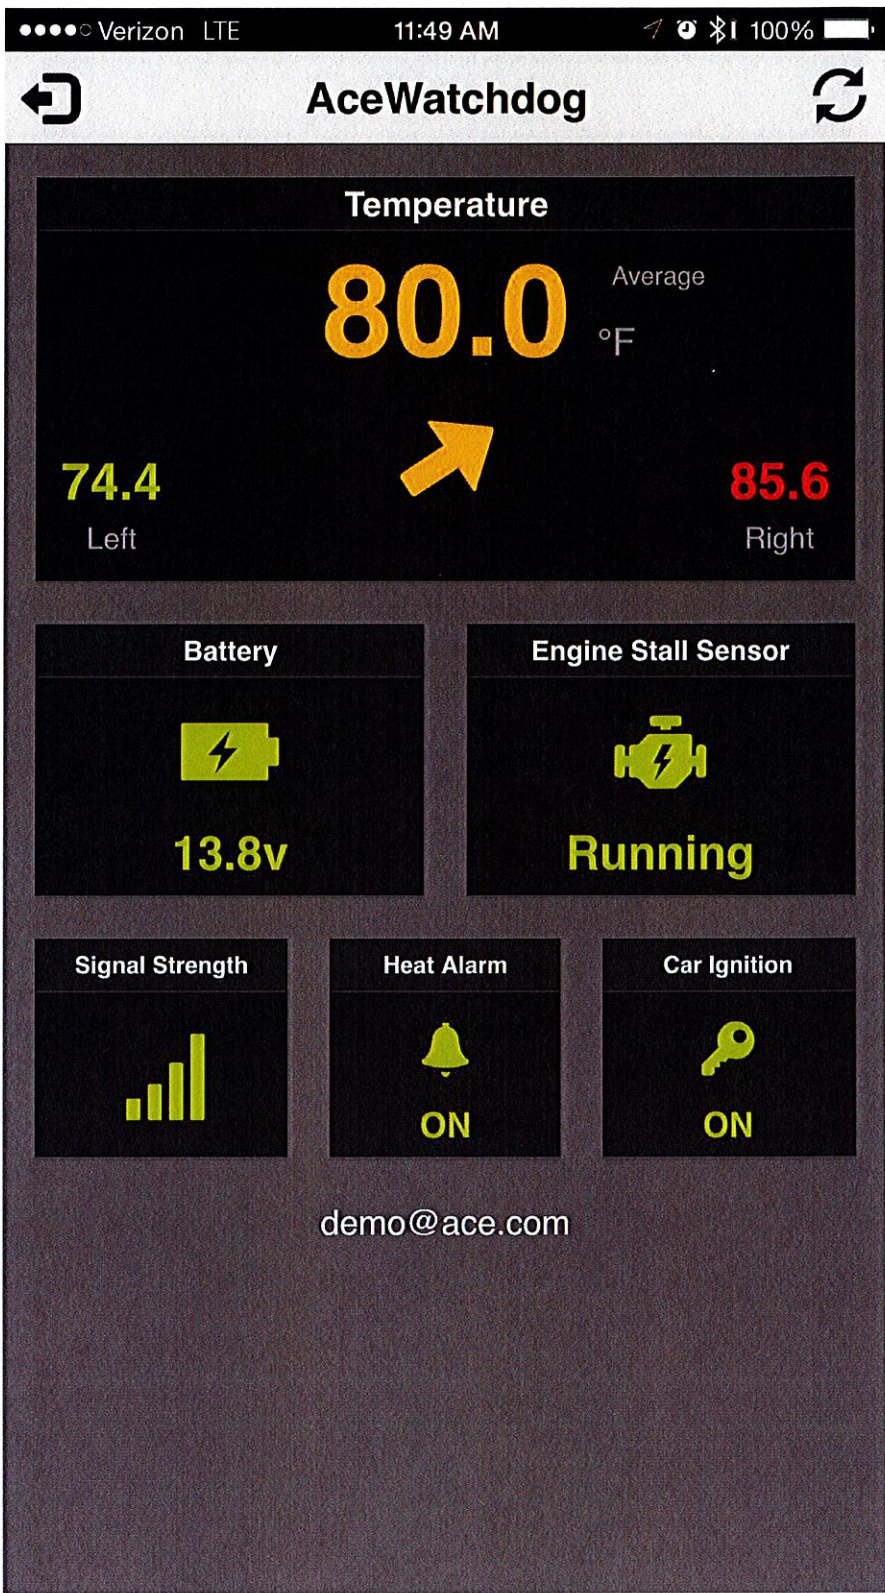 Verizon LTE 11:49 AM 100%
AceWatchdog
Temperature
80.0 Average
°F
74.4 85.6
Left Right
Battery Engine Stall Sensor
13.8v Running
Signal Strength Heat Alarm Car Ignition
ON ON
demo@ace.com